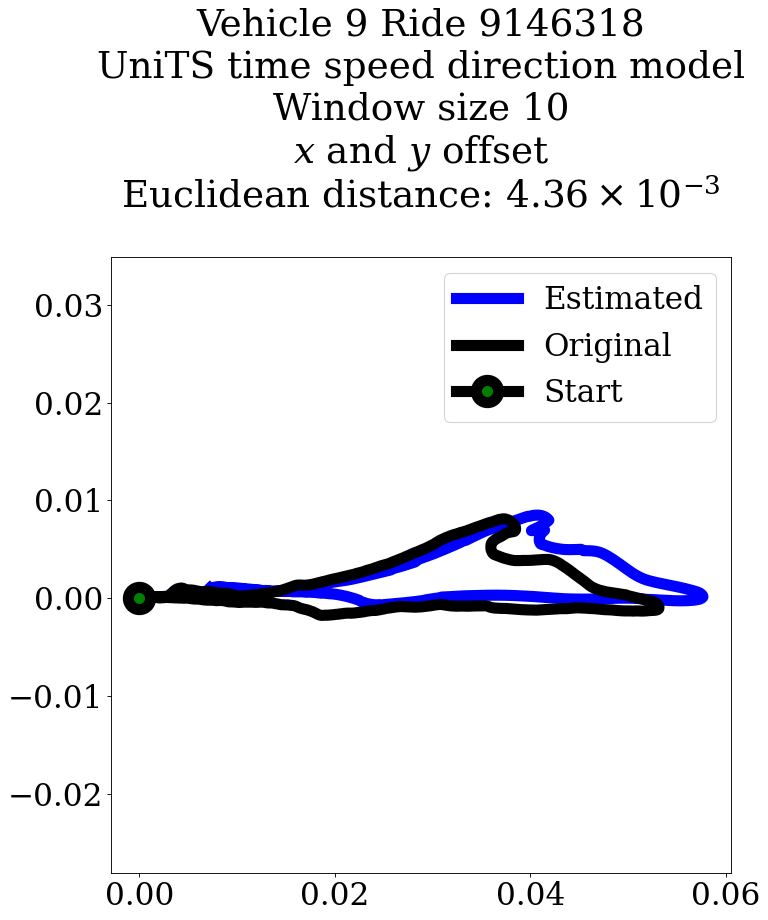 Vehicle 9 Ride 9146318
UniTS time speed direction model
Window size 10
x and y offset
Euclidean distance: 4.36 × 10⁻³
Estimated
Original
Start
0.03
0.02
0.01
0.00
−0.01
−0.02
0.00 0.02 0.04 0.06